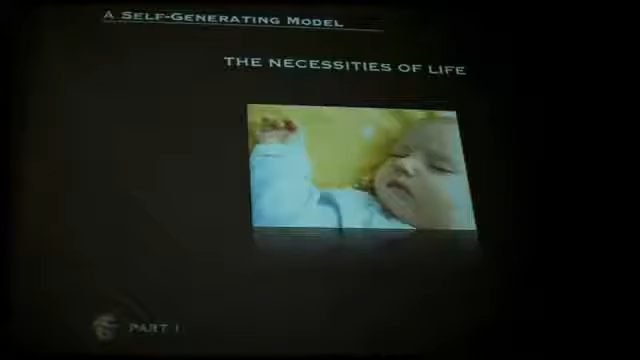 A Self-Generating Model
THE NECESSITIES OF LIFE
PART I